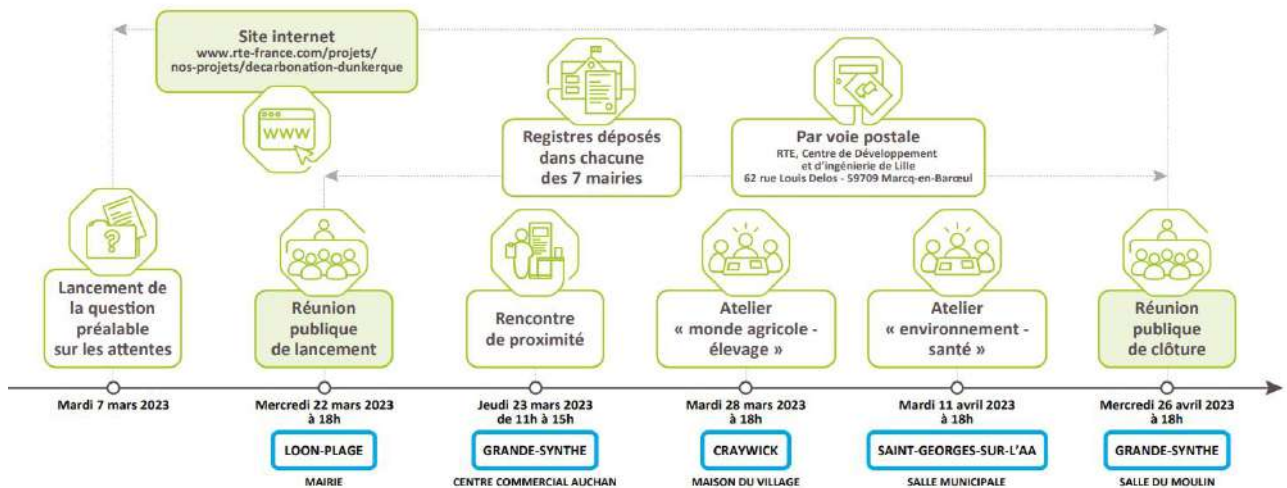 Site internet
www.rte-france.com/projets/
nos-projets/decarbonation-dunkerque
WWW
Registres déposés
dans chacune
des 7 mairies
Par voie postale
RTE, Centre de Développement
et d'ingénierie de Lille
62 rue Louis Delos - 59709 Marcq-en-Barœul
?
Lancement de
la question
préalable
sur les attentes
Réunion
publique
de lancement
Rencontre
de proximité
Atelier
« monde agricole -
élevage »
Atelier
« environnement -
santé »
Réunion
publique
de clôture
Mardi 7 mars 2023
Mercredi 22 mars 2023
à 18h
LOON-PLAGE
MAIRIE
Jeudi 23 mars 2023
de 11h à 15h
GRANDE-SYNTHE
CENTRE COMMERCIAL AUCHAN
Mardi 28 mars 2023
à 18h
CRAYWICK
MAISON DU VILLAGE
Mardi 11 avril 2023
à 18h
SAINT-GEORGES-SUR-L'AA
SALLE MUNICIPALE
Mercredi 26 avril 2023
à 18h
GRANDE-SYNTHE
SALLE DU MOULIN